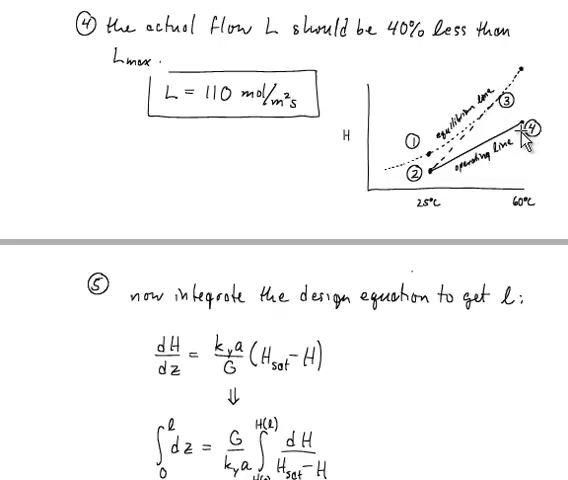 ④ the actual flow L should be 40% less than
Lmax.
L = 110 mol/m²s
equilibrium line
③
①
④
H
operating line
②
25°C
60°C
⑤ now integrate the design equation to get l:
dH/dz = kya/G (Hsat - H)
⇓
∫₀ˡ dz = G/kya ∫ᴴ⁽ˡ⁾ dH/(Hsat - H)